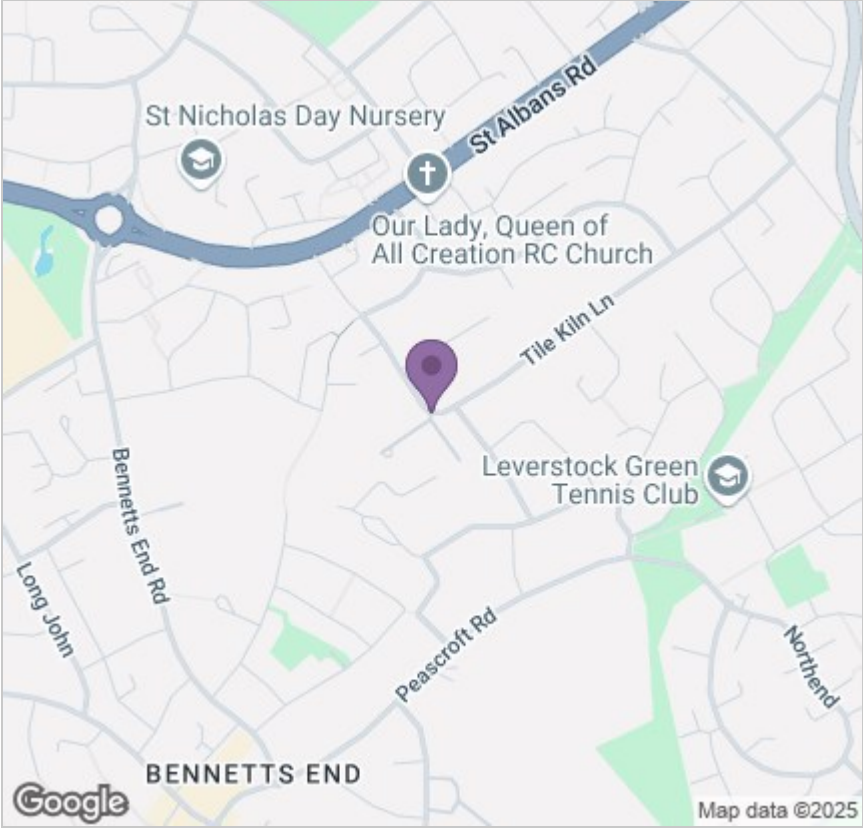 St Nicholas Day Nursery
St Albans Rd
Our Lady, Queen of
All Creation RC Church
Tile Kiln Ln
Leverstock Green
Tennis Club
Bennetts End Rd
Long John
Peascroft Rd
Northend
BENNETTS END
Google
Map data ©2025